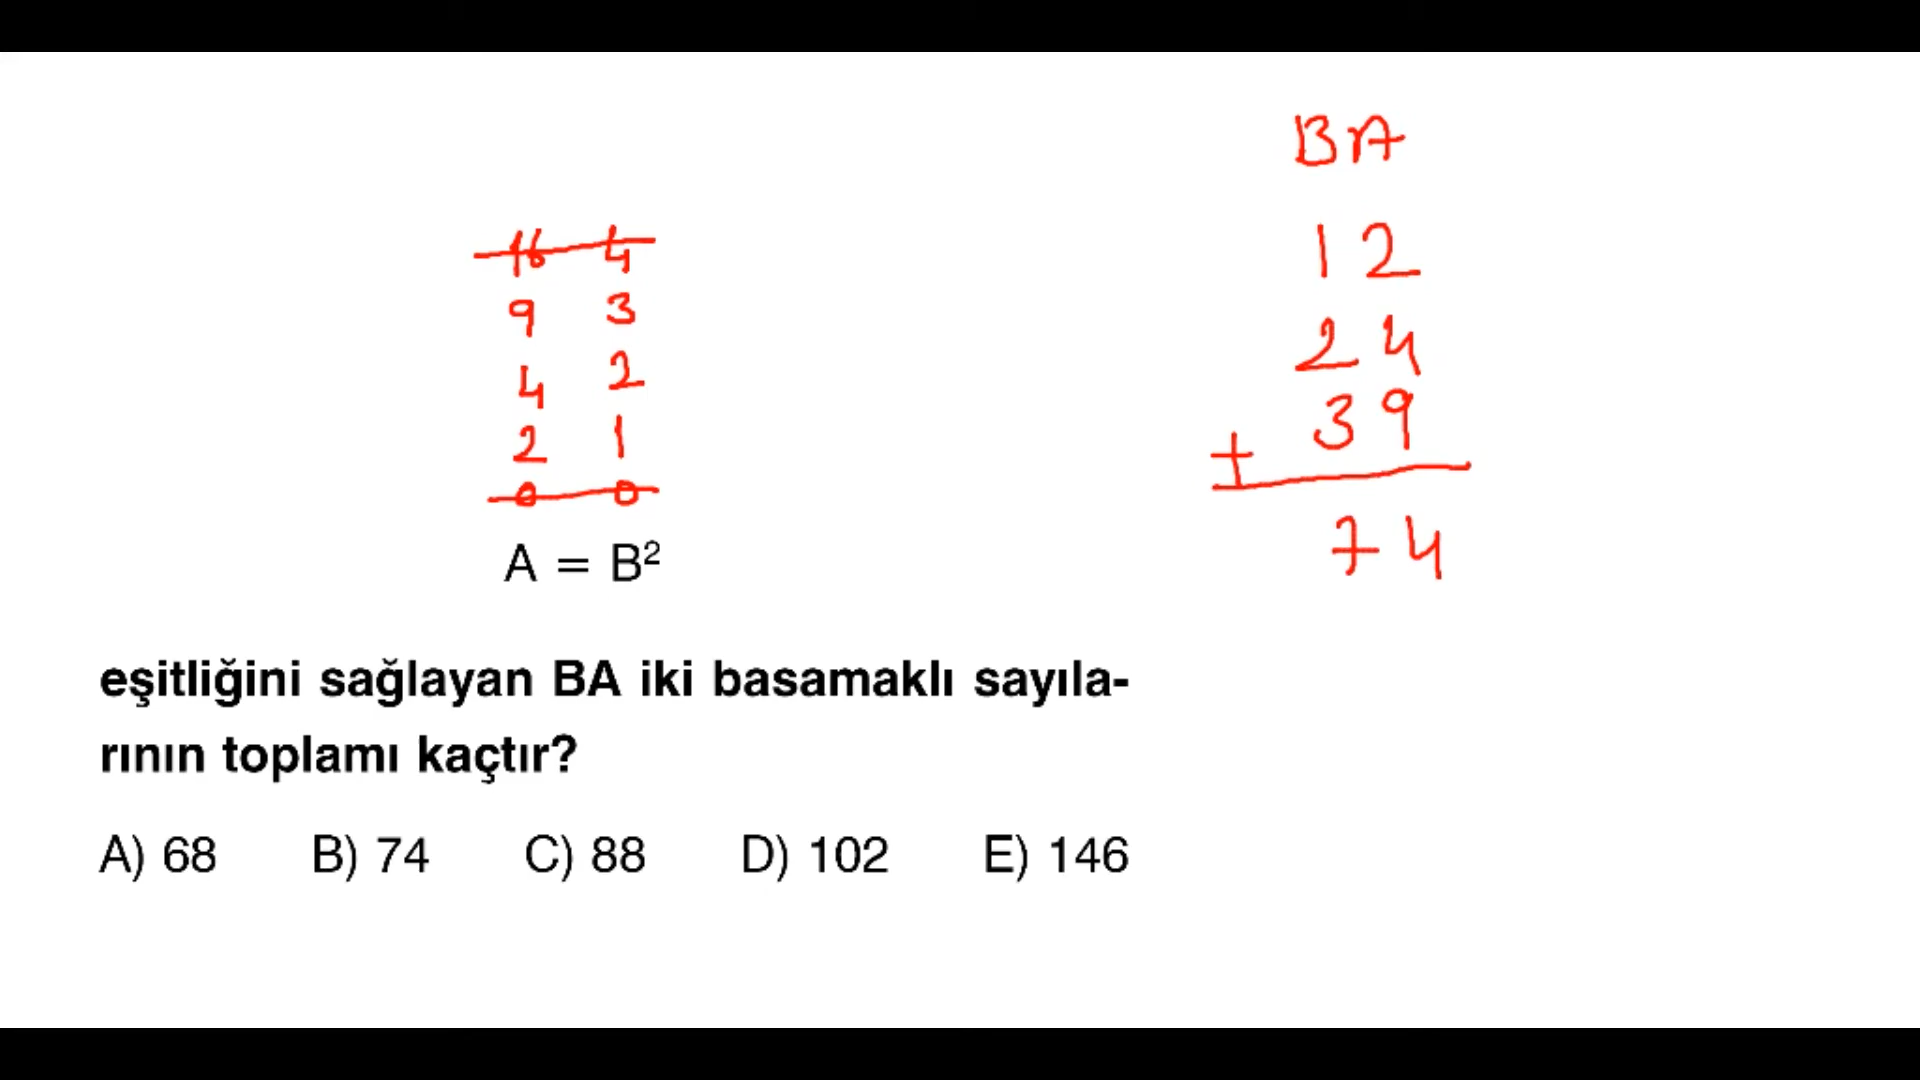 BA
16 4
9 3
4 2
2 1
0 0
12
24
+ 39
74
A = B²
eşitliğini sağlayan BA iki basamaklı sayıla-
rının toplamı kaçtır?
A) 68 B) 74 C) 88 D) 102 E) 146